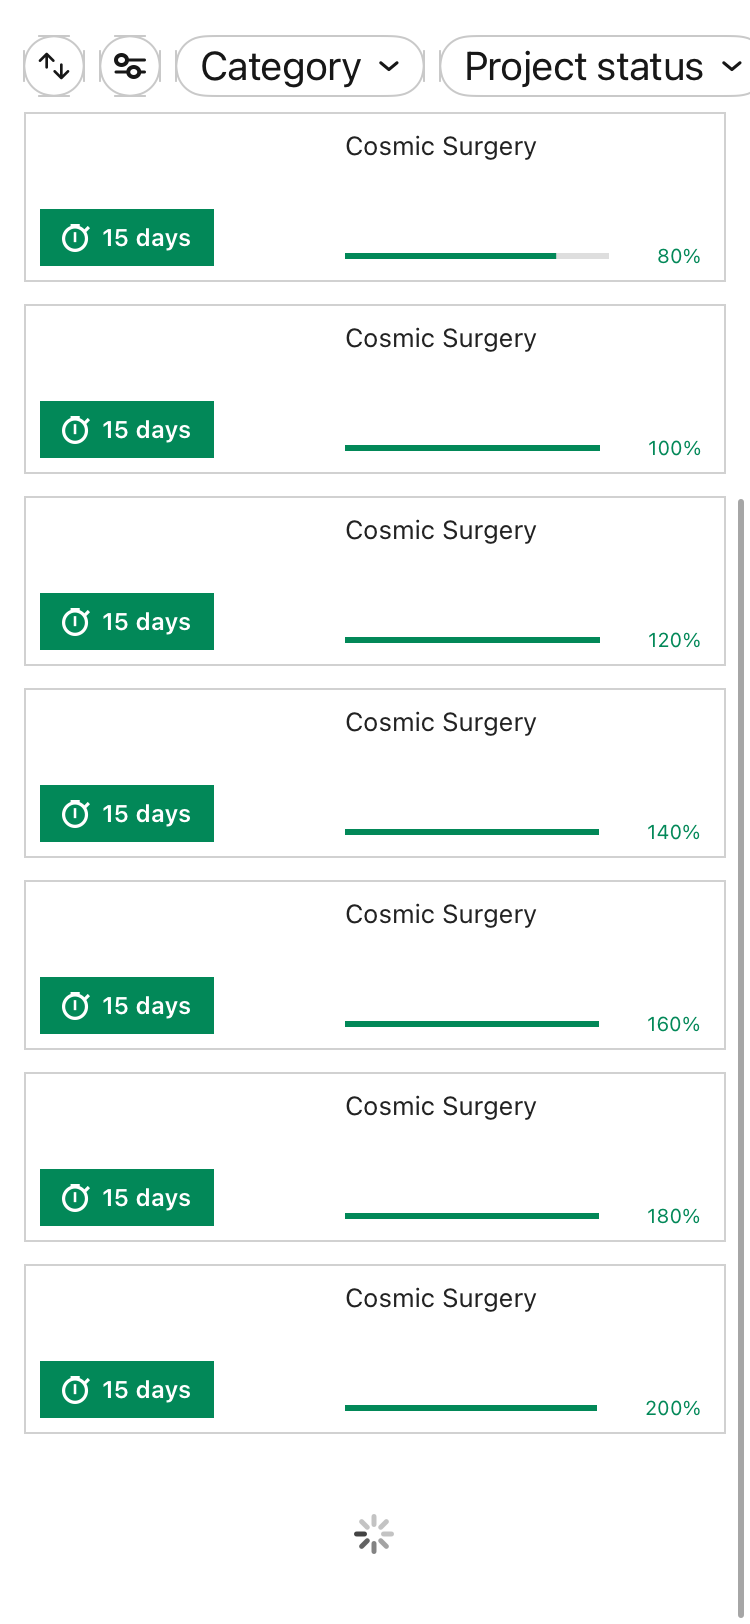 Category
Project status
Cosmic Surgery
15 days
80%
Cosmic Surgery
15 days
100%
Cosmic Surgery
15 days
120%
Cosmic Surgery
15 days
140%
Cosmic Surgery
15 days
160%
Cosmic Surgery
15 days
180%
Cosmic Surgery
15 days
200%